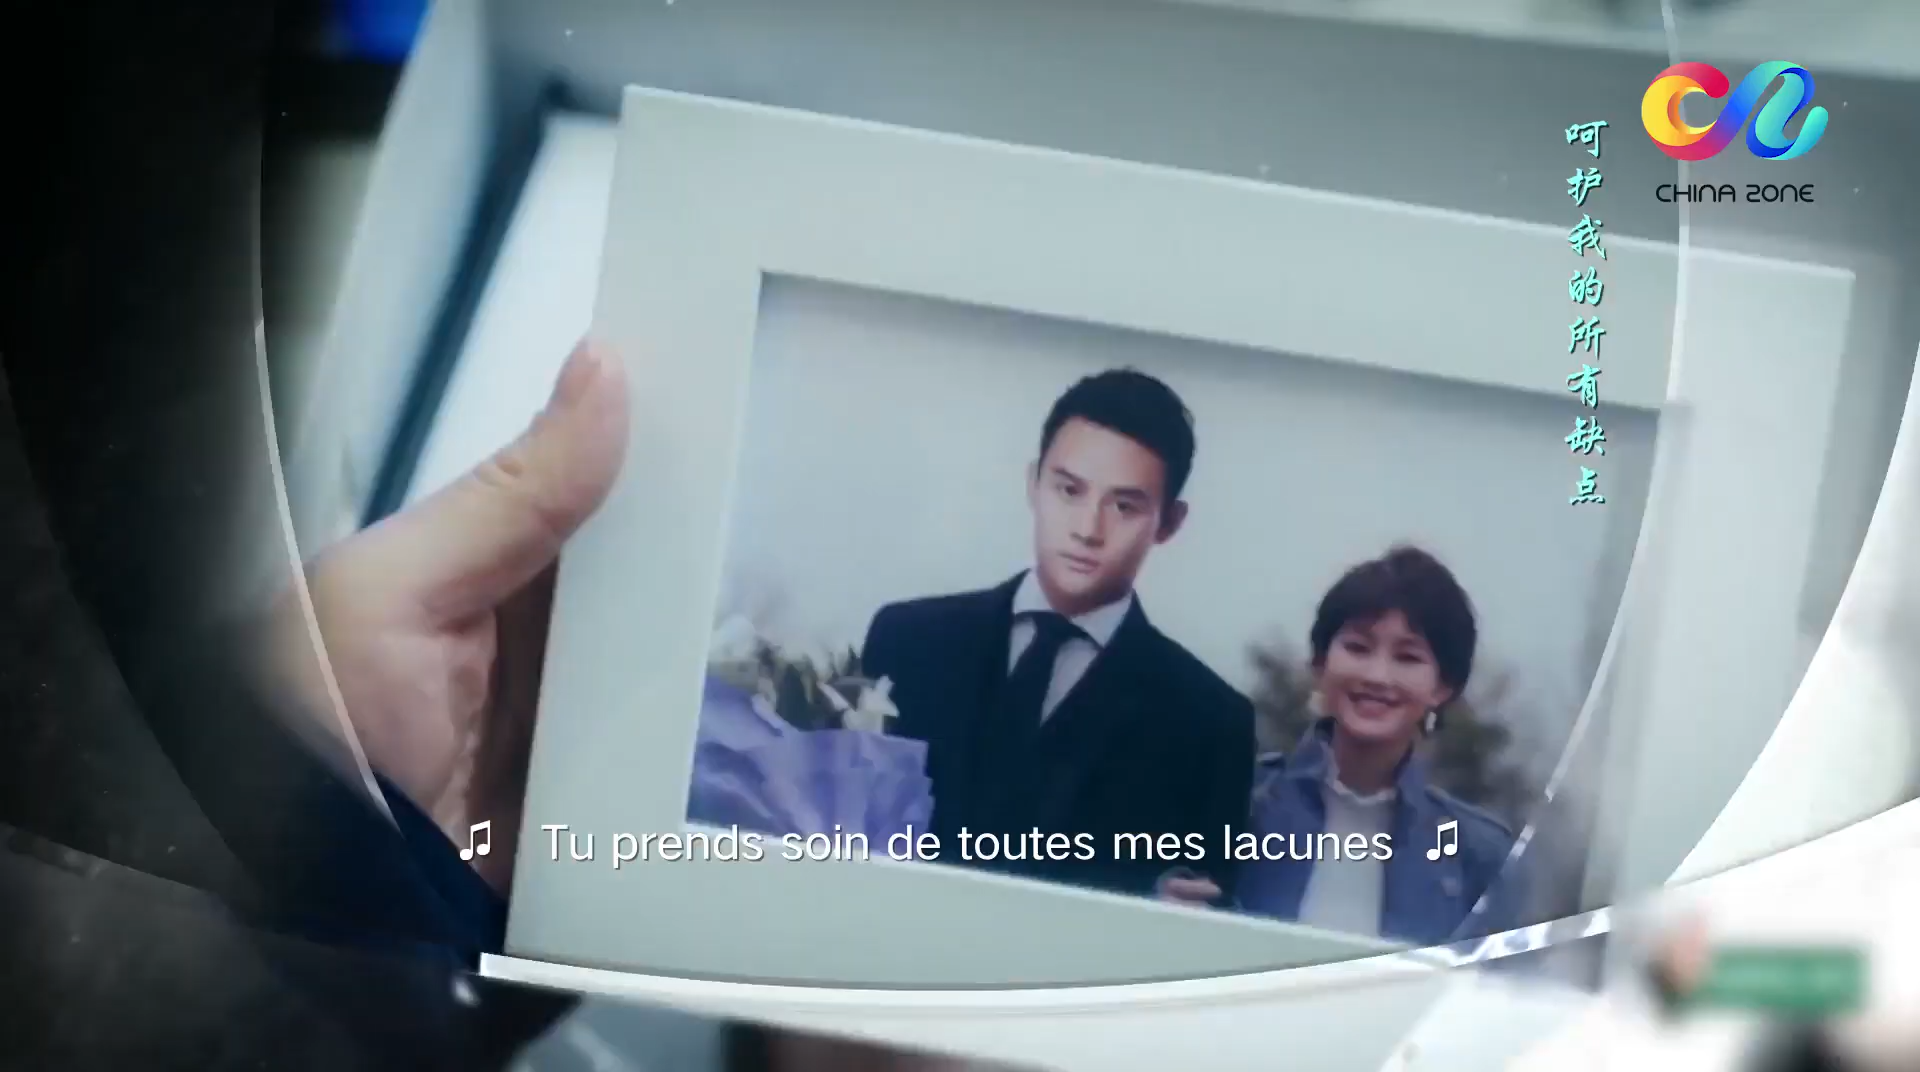 CHINA ZONE
呵护我的所有缺点
♫ Tu prends soin de toutes mes lacunes ♫